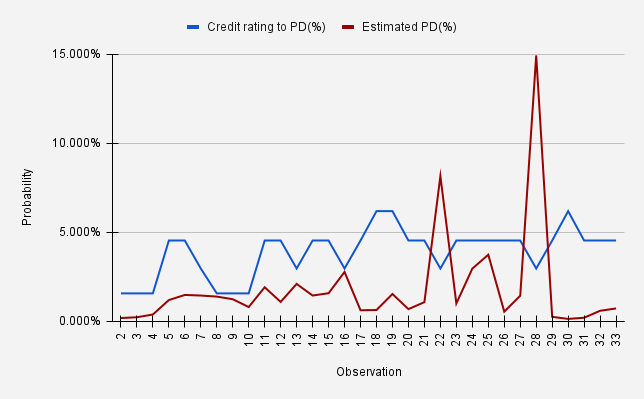 Credit rating to PD(%) Estimated PD(%)
15.000%
10.000%
5.000%
0.000%
Probability
2 3 4 5 6 7 8 9 10 11 12 13 14 15 16 17 18 19 20 21 22 23 24 25 26 27 28 29 30 31 32 33
Observation